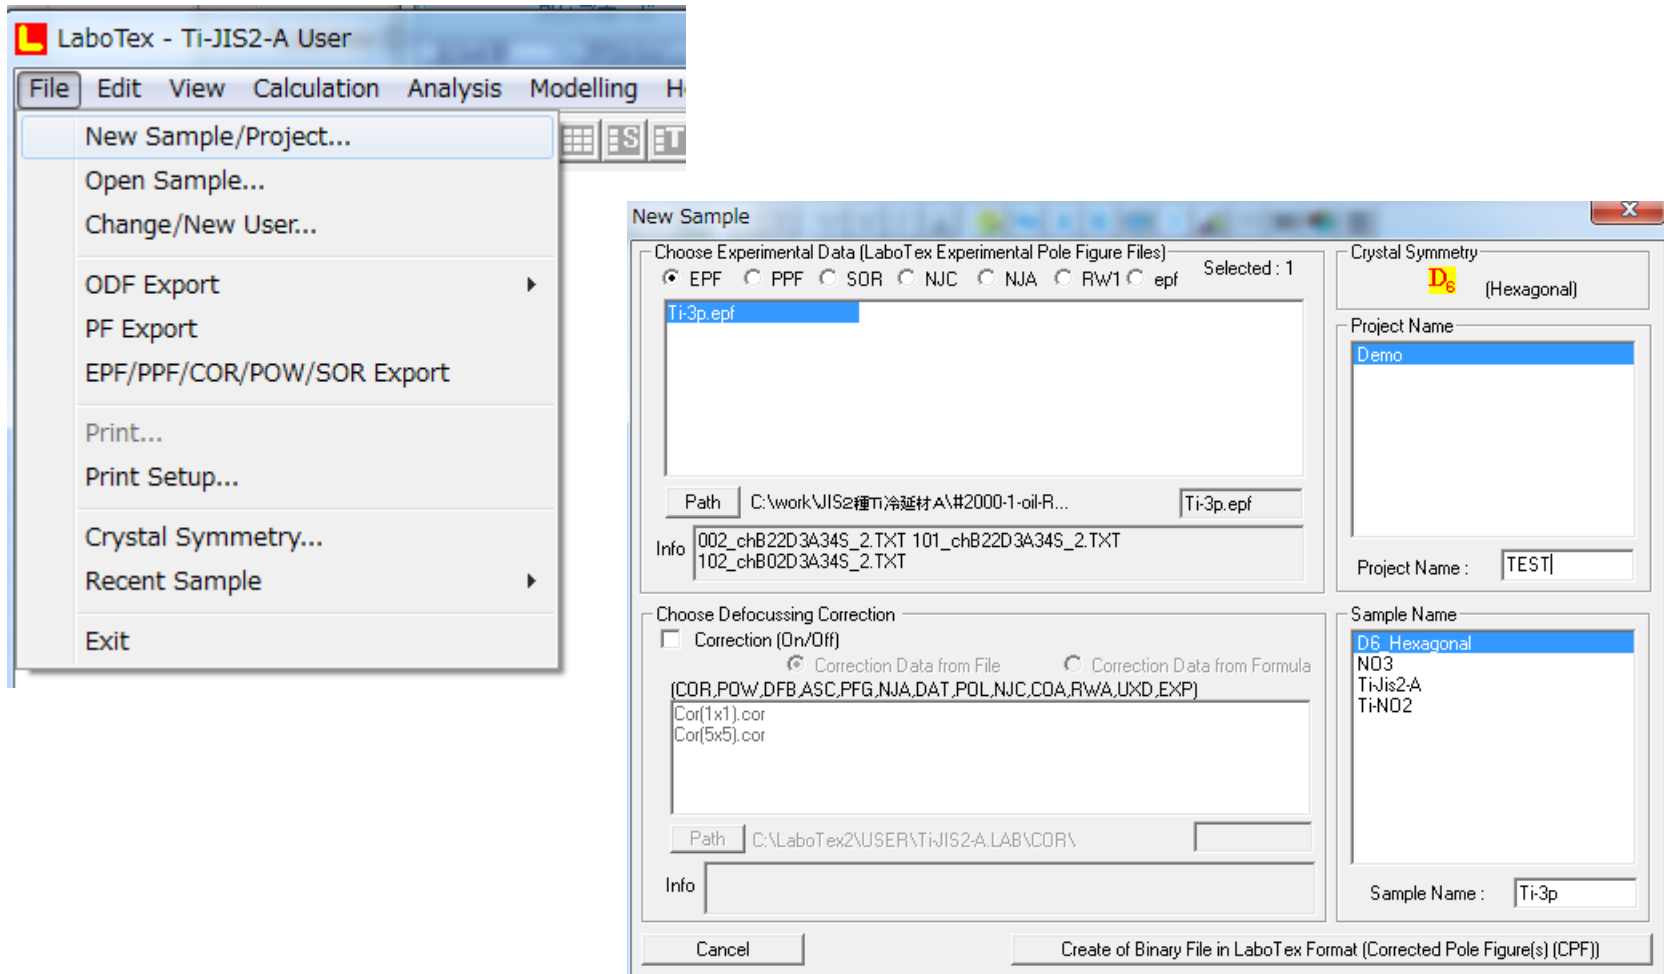 LaboTex - Ti-JIS2-A User
File Edit View Calculation Analysis Modelling
New Sample/Project...
Open Sample...
Change/New User...
ODF Export
PF Export
EPF/PPF/COR/POW/SOR Export
Print...
Print Setup...
Crystal Symmetry...
Recent Sample
Exit
New Sample
Choose Experimental Data (LaboTex Experimental Pole Figure Files)
EPF PPF SOR NJC NJA RW1 epf Selected : 1
Ti-3p.epf
Path C:\work\JIS2種Ti冷延材A\#2000-1-oil-R... Ti-3p.epf
Info 002_chB22D3A34S_2.TXT 101_chB22D3A34S_2.TXT
102_chB02D3A34S_2.TXT
Choose Defocussing Correction
Correction (On/Off)
Correction Data from File Correction Data from Formula
(COR,POW,DFB,ASC,PFG,NJA,DAT,POL,NJC,COA,RWA,UXD,EXP)
Cor(1x1).cor
Cor(5x5).cor
Path C:\LaboTex2\USER\Ti-JIS2-A.LAB\COR\
Info
Cancel
Crystal Symmetry
D6 (Hexagonal)
Project Name
Demo
Project Name : TEST
Sample Name
D6_Hexagonal
NO3
Ti-Jis2-A
Ti-NO2
Sample Name : Ti-3p
Create of Binary File in LaboTex Format (Corrected Pole Figure(s) (CPF))